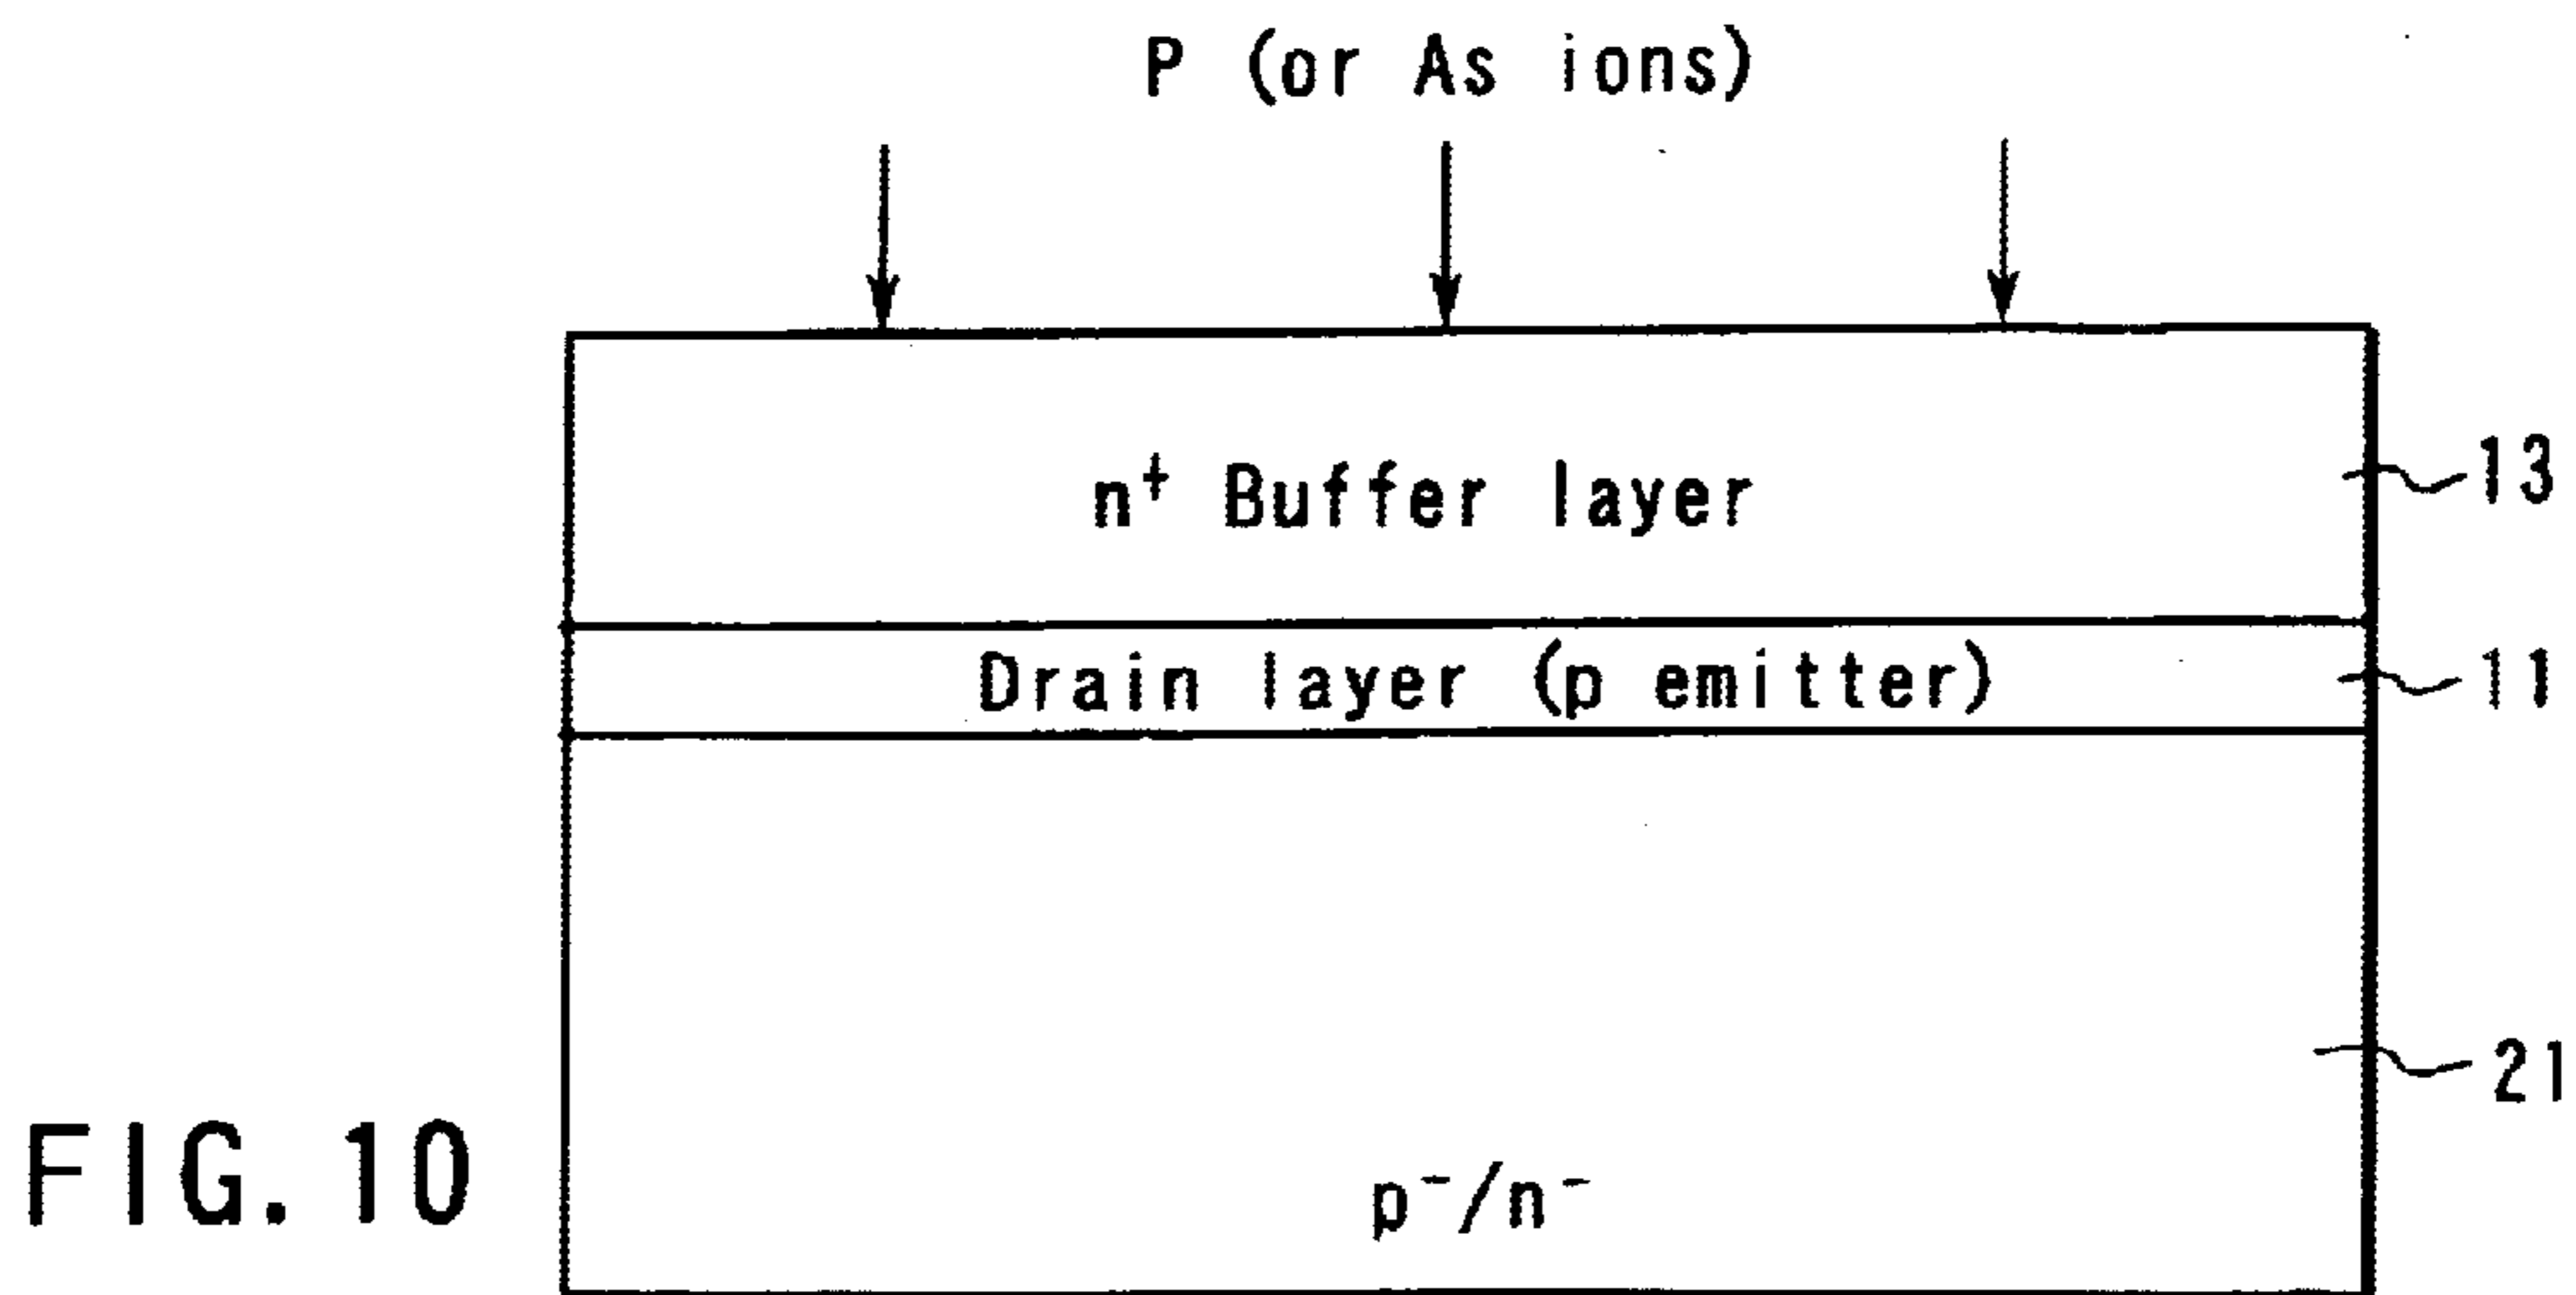 P (or As ions)
n⁺ Buffer layer
13
Drain layer (p emitter)
11
21
FIG.10
p⁻/n⁻